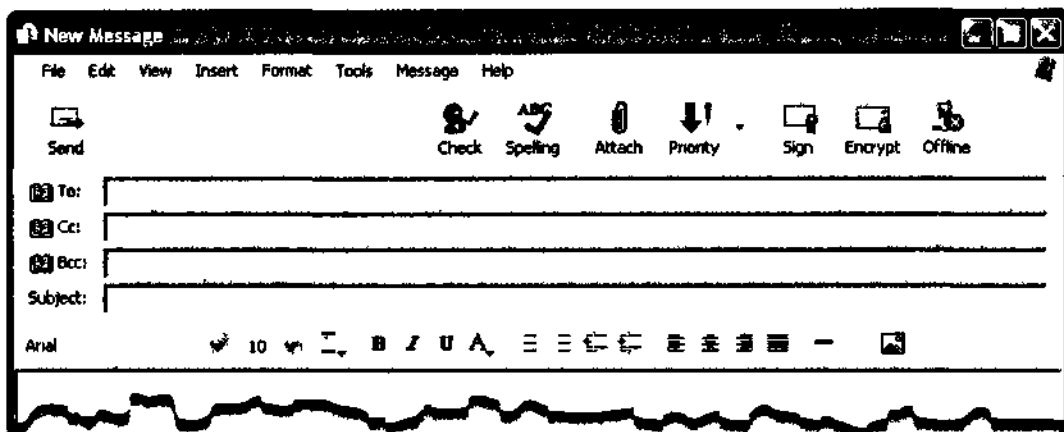 New Message
File Edit View Insert Format Tools Message Help
Send Check Spelling Attach Priority Sign Encrypt Offline
To:
Cc:
Bcc:
Subject:
Arial 10 B I U A